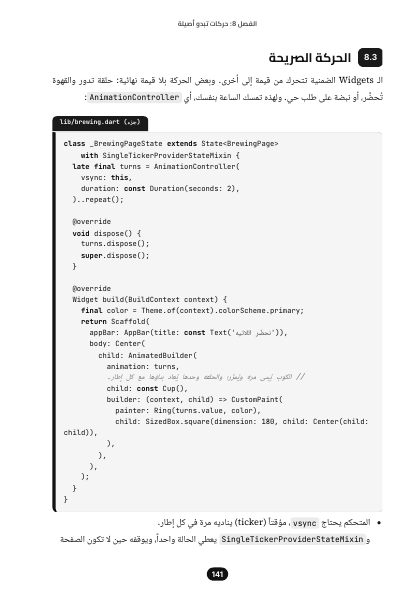 الفصل 8: حركات تبدو أصيلة
8.3 الحركة الصريحة
الـ Widgets الضمنية تتحرك من قيمة إلى أخرى. وبعض الحركة بلا قيمة نهائية: حلقة تدور والقهوة
تُحضَّر، أو نبضة على طلب حي. ولهذه تمسك الساعة بنفسك، أي AnimationController:
lib/brewing.dart (جزء)
class _BrewingPageState extends State<BrewingPage>
    with SingleTickerProviderStateMixin {
  late final turns = AnimationController(
    vsync: this,
    duration: const Duration(seconds: 2),
  )..repeat();
  @override
  void dispose() {
    turns.dispose();
    super.dispose();
  }
  @override
  Widget build(BuildContext context) {
    final color = Theme.of(context).colorScheme.primary;
    return Scaffold(
      appBar: AppBar(title: const Text('نحضّر اللاتيه')),
      body: Center(
        child: AnimatedBuilder(
          animation: turns,
          // الكوب يُبنى مرة ويُمرَّر، والحلقة وحدها يُعاد بناؤها مع كل إطار.
          child: const Cup(),
          builder: (context, child) => CustomPaint(
            painter: Ring(turns.value, color),
            child: SizedBox.square(dimension: 180, child: Center(child:
child)),
          ),
        ),
      ),
    );
  }
}
• المتحكم يحتاج vsync، مؤقتاً (ticker) يناديه مرة في كل إطار.
وSingleTickerProviderStateMixin يعطي الحالة واحداً، ويوقفه حين لا تكون الصفحة
141